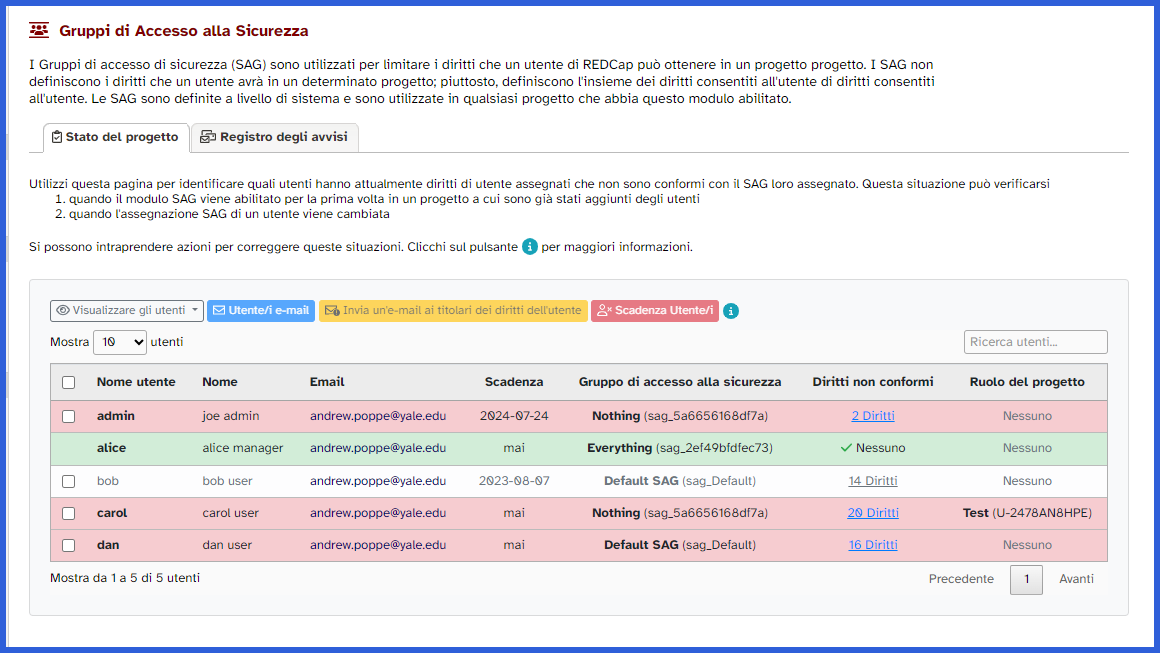 Gruppi di Accesso alla Sicurezza
I Gruppi di accesso di sicurezza (SAG) sono utilizzati per limitare i diritti che un utente di REDCap può ottenere in un progetto progetto. I SAG non
definiscono i diritti che un utente avrà in un determinato progetto; piuttosto, definiscono l'insieme dei diritti consentiti all'utente di diritti consentiti
all'utente. Le SAG sono definite a livello di sistema e sono utilizzate in qualsiasi progetto che abbia questo modulo abilitato.
Stato del progetto Registro degli avvisi
Utilizzi questa pagina per identificare quali utenti hanno attualmente diritti di utente assegnati che non sono conformi con il SAG loro assegnato. Questa situazione può verificarsi
1. quando il modulo SAG viene abilitato per la prima volta in un progetto a cui sono già stati aggiunti degli utenti
2. quando l'assegnazione SAG di un utente viene cambiata
Si possono intraprendere azioni per correggere queste situazioni. Clicchi sul pulsante i per maggiori informazioni.
Visualizzare gli utenti Utente/i e-mail Invia un'e-mail ai titolari dei diritti dell'utente Scadenza Utente/i i
Mostra 10 utenti Ricerca utenti...
Nome utente Nome Email Scadenza Gruppo di accesso alla sicurezza Diritti non conformi Ruolo del progetto
admin joe admin andrew.poppe@yale.edu 2024-07-24 Nothing (sag_5a6656168df7a) 2 Diritti Nessuno
alice alice manager andrew.poppe@yale.edu mai Everything (sag_2ef49bfdfec73) Nessuno Nessuno
bob bob user andrew.poppe@yale.edu 2023-08-07 Default SAG (sag_Default) 14 Diritti Nessuno
carol carol user andrew.poppe@yale.edu mai Nothing (sag_5a6656168df7a) 20 Diritti Test (U-2478AN8HPE)
dan dan user andrew.poppe@yale.edu mai Default SAG (sag_Default) 16 Diritti Nessuno
Mostra da 1 a 5 di 5 utenti Precedente 1 Avanti